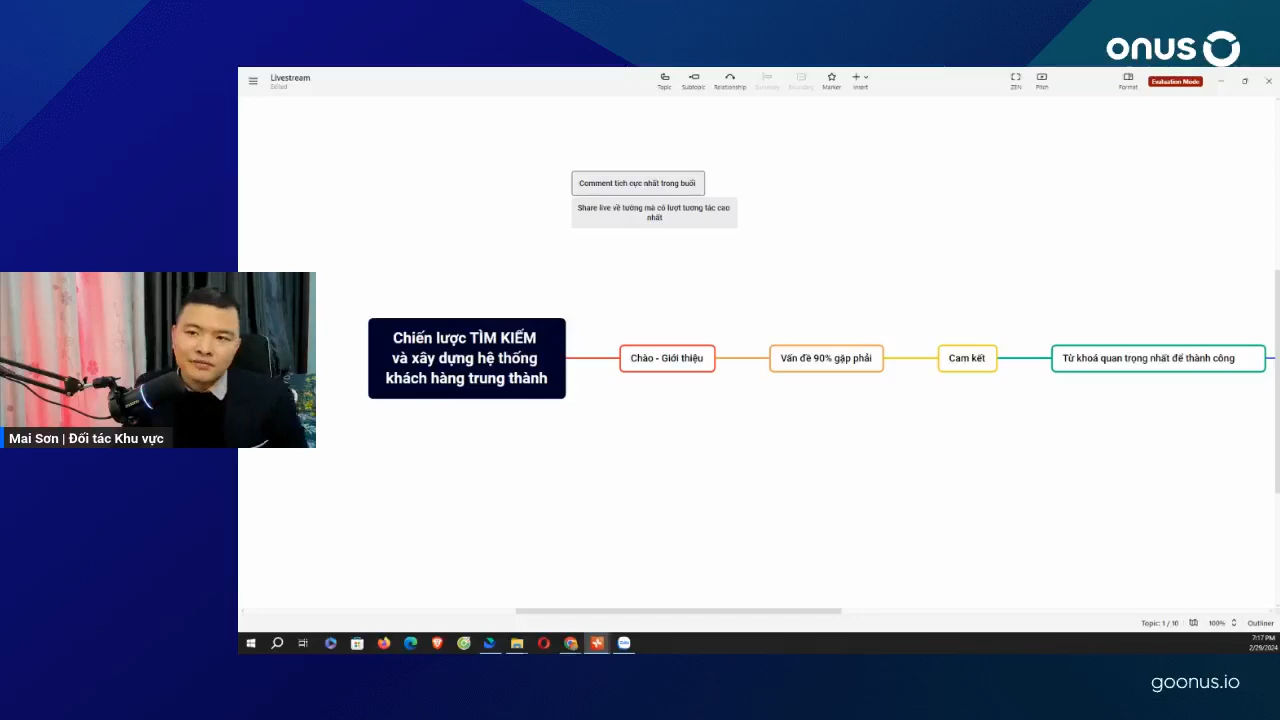 onus
Livestream
Edited
Topic
Subtopic
Relationship
Summary
Boundary
Marker
Insert
ZEN
Pitch
Format
Evaluation Mode
Comment tích cực nhất trong buổi
Share live về tường mà có lượt tương tác cao
nhất
Chiến lược TÌM KIẾM
và xây dựng hệ thống
khách hàng trung thành
Chào - Giới thiệu
Vấn đề 90% gặp phải
Cam kết
Từ khoá quan trọng nhất để thành công
Mai Sơn | Đối tác Khu vực
Topic: 1 / 10
100%
Outliner
Zalo
7:17 PM
2/29/2024
goonus.io